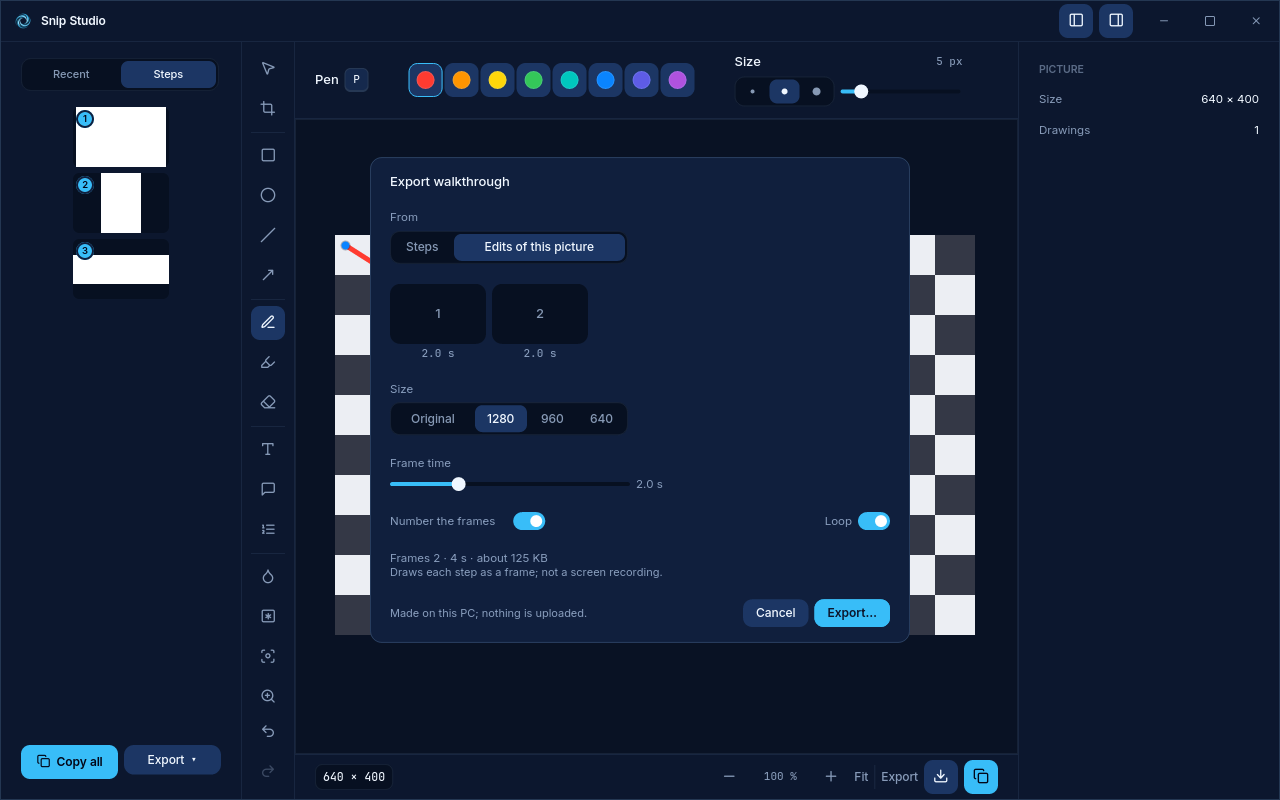 Snip Studio
Recent
Steps
1
2
3
Copy all
Export
Pen
P
Size
5 px
PICTURE
Size
640 × 400
Drawings
1
Export walkthrough
From
Steps
Edits of this picture
1
2
2.0 s
2.0 s
Size
Original
1280
960
640
Frame time
2.0 s
Number the frames
Loop
Frames 2 · 4 s · about 125 KB
Draws each step as a frame; not a screen recording.
Made on this PC; nothing is uploaded.
Cancel
Export...
640 × 400
100 %
Fit
Export